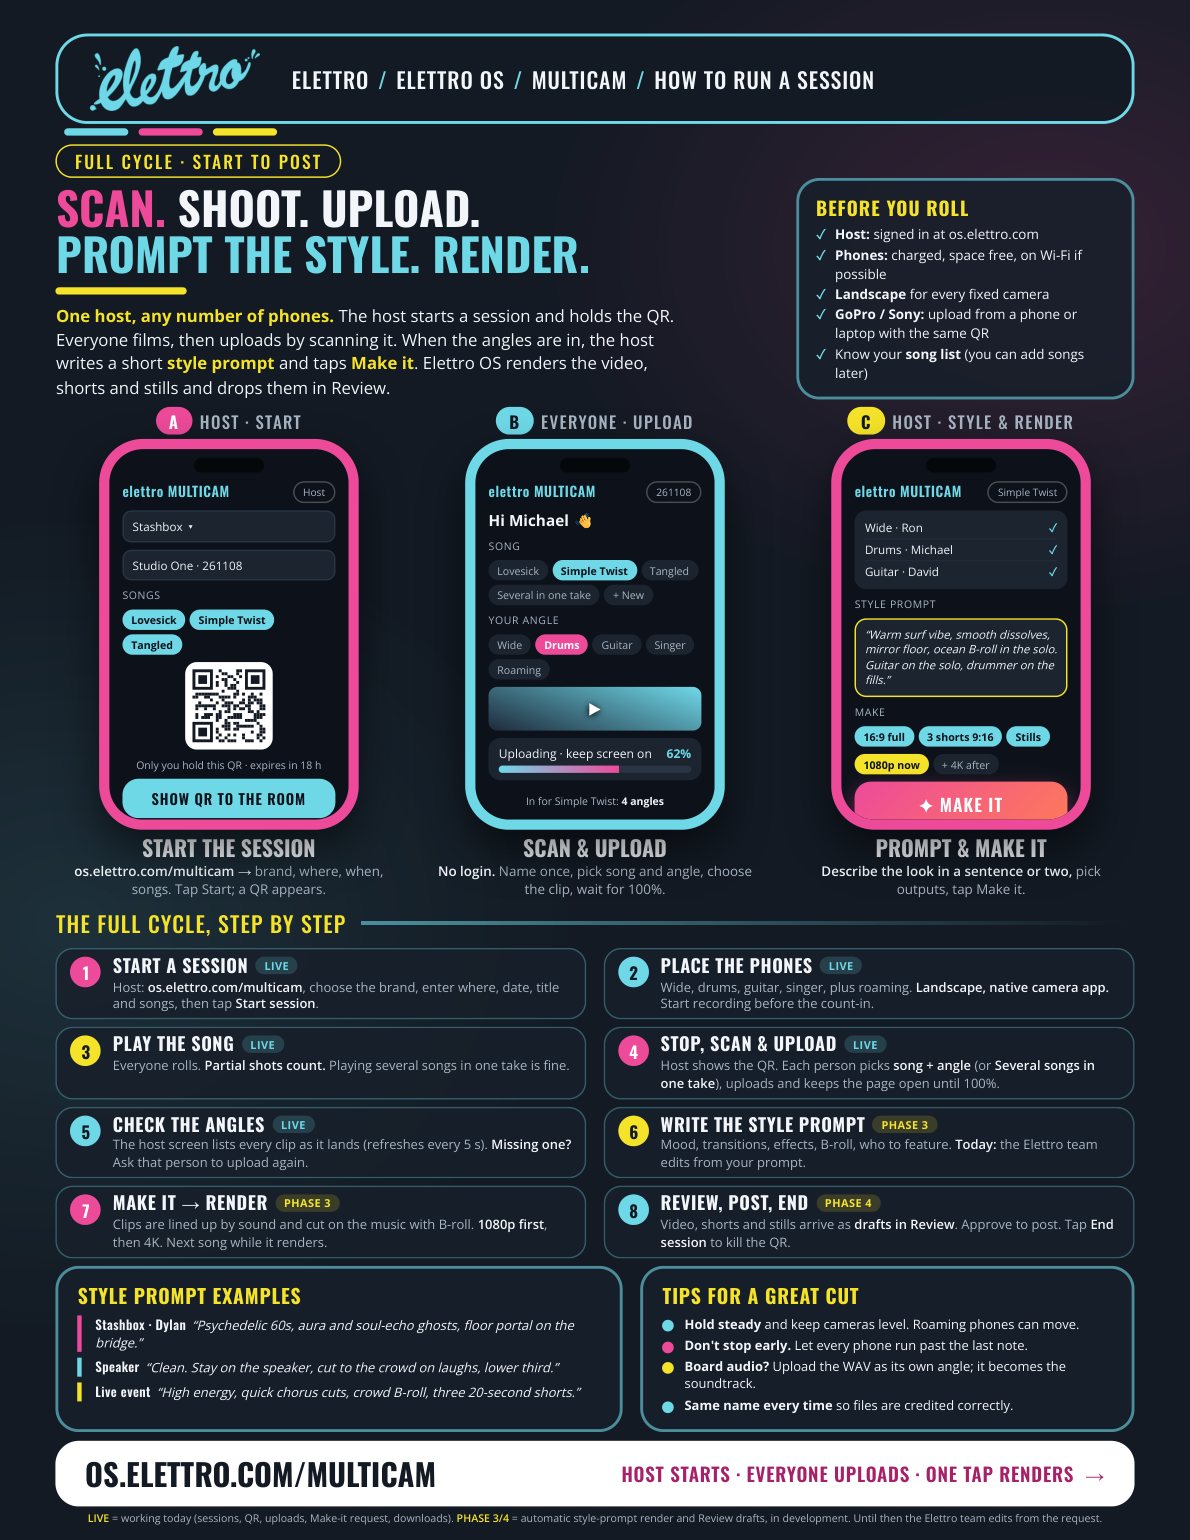 elettro
ELETTRO / ELETTRO OS / MULTICAM / HOW TO RUN A SESSION
FULL CYCLE · START TO POST
SCAN. SHOOT. UPLOAD.
PROMPT THE STYLE. RENDER.
One host, any number of phones. The host starts a session and holds the QR.
Everyone films, then uploads by scanning it. When the angles are in, the host
writes a short style prompt and taps Make it. Elettro OS renders the video,
shorts and stills and drops them in Review.
BEFORE YOU ROLL
✓ Host: signed in at os.elettro.com
✓ Phones: charged, space free, on Wi-Fi if
possible
✓ Landscape for every fixed camera
✓ GoPro / Sony: upload from a phone or
laptop with the same QR
✓ Know your song list (you can add songs
later)
A HOST · START
elettro MULTICAM Host
Stashbox ▾
Studio One · 261108
SONGS
Lovesick Simple Twist
Tangled
Only you hold this QR · expires in 18 h
SHOW QR TO THE ROOM
START THE SESSION
os.elettro.com/multicam → brand, where, when,
songs. Tap Start; a QR appears.
B EVERYONE · UPLOAD
elettro MULTICAM 261108
Hi Michael 👋
SONG
Lovesick Simple Twist Tangled
Several in one take + New
YOUR ANGLE
Wide Drums Guitar Singer
Roaming
▶
Uploading · keep screen on 62%
In for Simple Twist: 4 angles
SCAN & UPLOAD
No login. Name once, pick song and angle, choose
the clip, wait for 100%.
C HOST · STYLE & RENDER
elettro MULTICAM Simple Twist
Wide · Ron ✓
Drums · Michael ✓
Guitar · David ✓
STYLE PROMPT
“Warm surf vibe, smooth dissolves,
mirror floor, ocean B-roll in the solo.
Guitar on the solo, drummer on the
fills.”
MAKE
16:9 full 3 shorts 9:16 Stills
1080p now + 4K after
✦ MAKE IT
PROMPT & MAKE IT
Describe the look in a sentence or two, pick
outputs, tap Make it.
THE FULL CYCLE, STEP BY STEP
1 START A SESSION LIVE
Host: os.elettro.com/multicam, choose the brand, enter where, date, title
and songs, then tap Start session.
2 PLACE THE PHONES LIVE
Wide, drums, guitar, singer, plus roaming. Landscape, native camera app.
Start recording before the count-in.
3 PLAY THE SONG LIVE
Everyone rolls. Partial shots count. Playing several songs in one take is fine.
4 STOP, SCAN & UPLOAD LIVE
Host shows the QR. Each person picks song + angle (or Several songs in
one take), uploads and keeps the page open until 100%.
5 CHECK THE ANGLES LIVE
The host screen lists every clip as it lands (refreshes every 5 s). Missing one?
Ask that person to upload again.
6 WRITE THE STYLE PROMPT PHASE 3
Mood, transitions, effects, B-roll, who to feature. Today: the Elettro team
edits from your prompt.
7 MAKE IT → RENDER PHASE 3
Clips are lined up by sound and cut on the music with B-roll. 1080p first,
then 4K. Next song while it renders.
8 REVIEW, POST, END PHASE 4
Video, shorts and stills arrive as drafts in Review. Approve to post. Tap End
session to kill the QR.
STYLE PROMPT EXAMPLES
Stashbox · Dylan “Psychedelic 60s, aura and soul-echo ghosts, floor portal on the
bridge.”
Speaker “Clean. Stay on the speaker, cut to the crowd on laughs, lower third.”
Live event “High energy, quick chorus cuts, crowd B-roll, three 20-second shorts.”
TIPS FOR A GREAT CUT
Hold steady and keep cameras level. Roaming phones can move.
Don't stop early. Let every phone run past the last note.
Board audio? Upload the WAV as its own angle; it becomes the
soundtrack.
Same name every time so files are credited correctly.
OS.ELETTRO.COM/MULTICAM
HOST STARTS · EVERYONE UPLOADS · ONE TAP RENDERS →
LIVE = working today (sessions, QR, uploads, Make-it request, downloads). PHASE 3/4 = automatic style-prompt render and Review drafts, in development. Until then the Elettro team edits from the request.